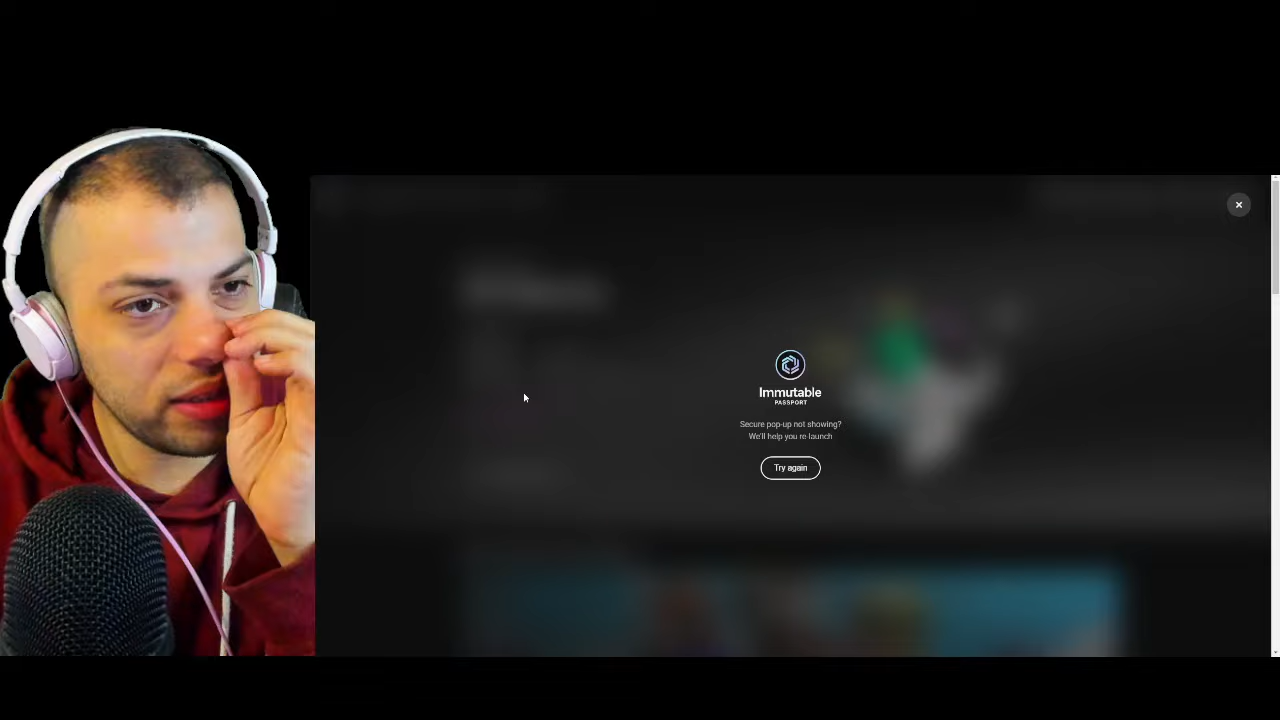 Immutable
PASSPORT
Secure pop-up not showing?
We'll help you re-launch
Try again